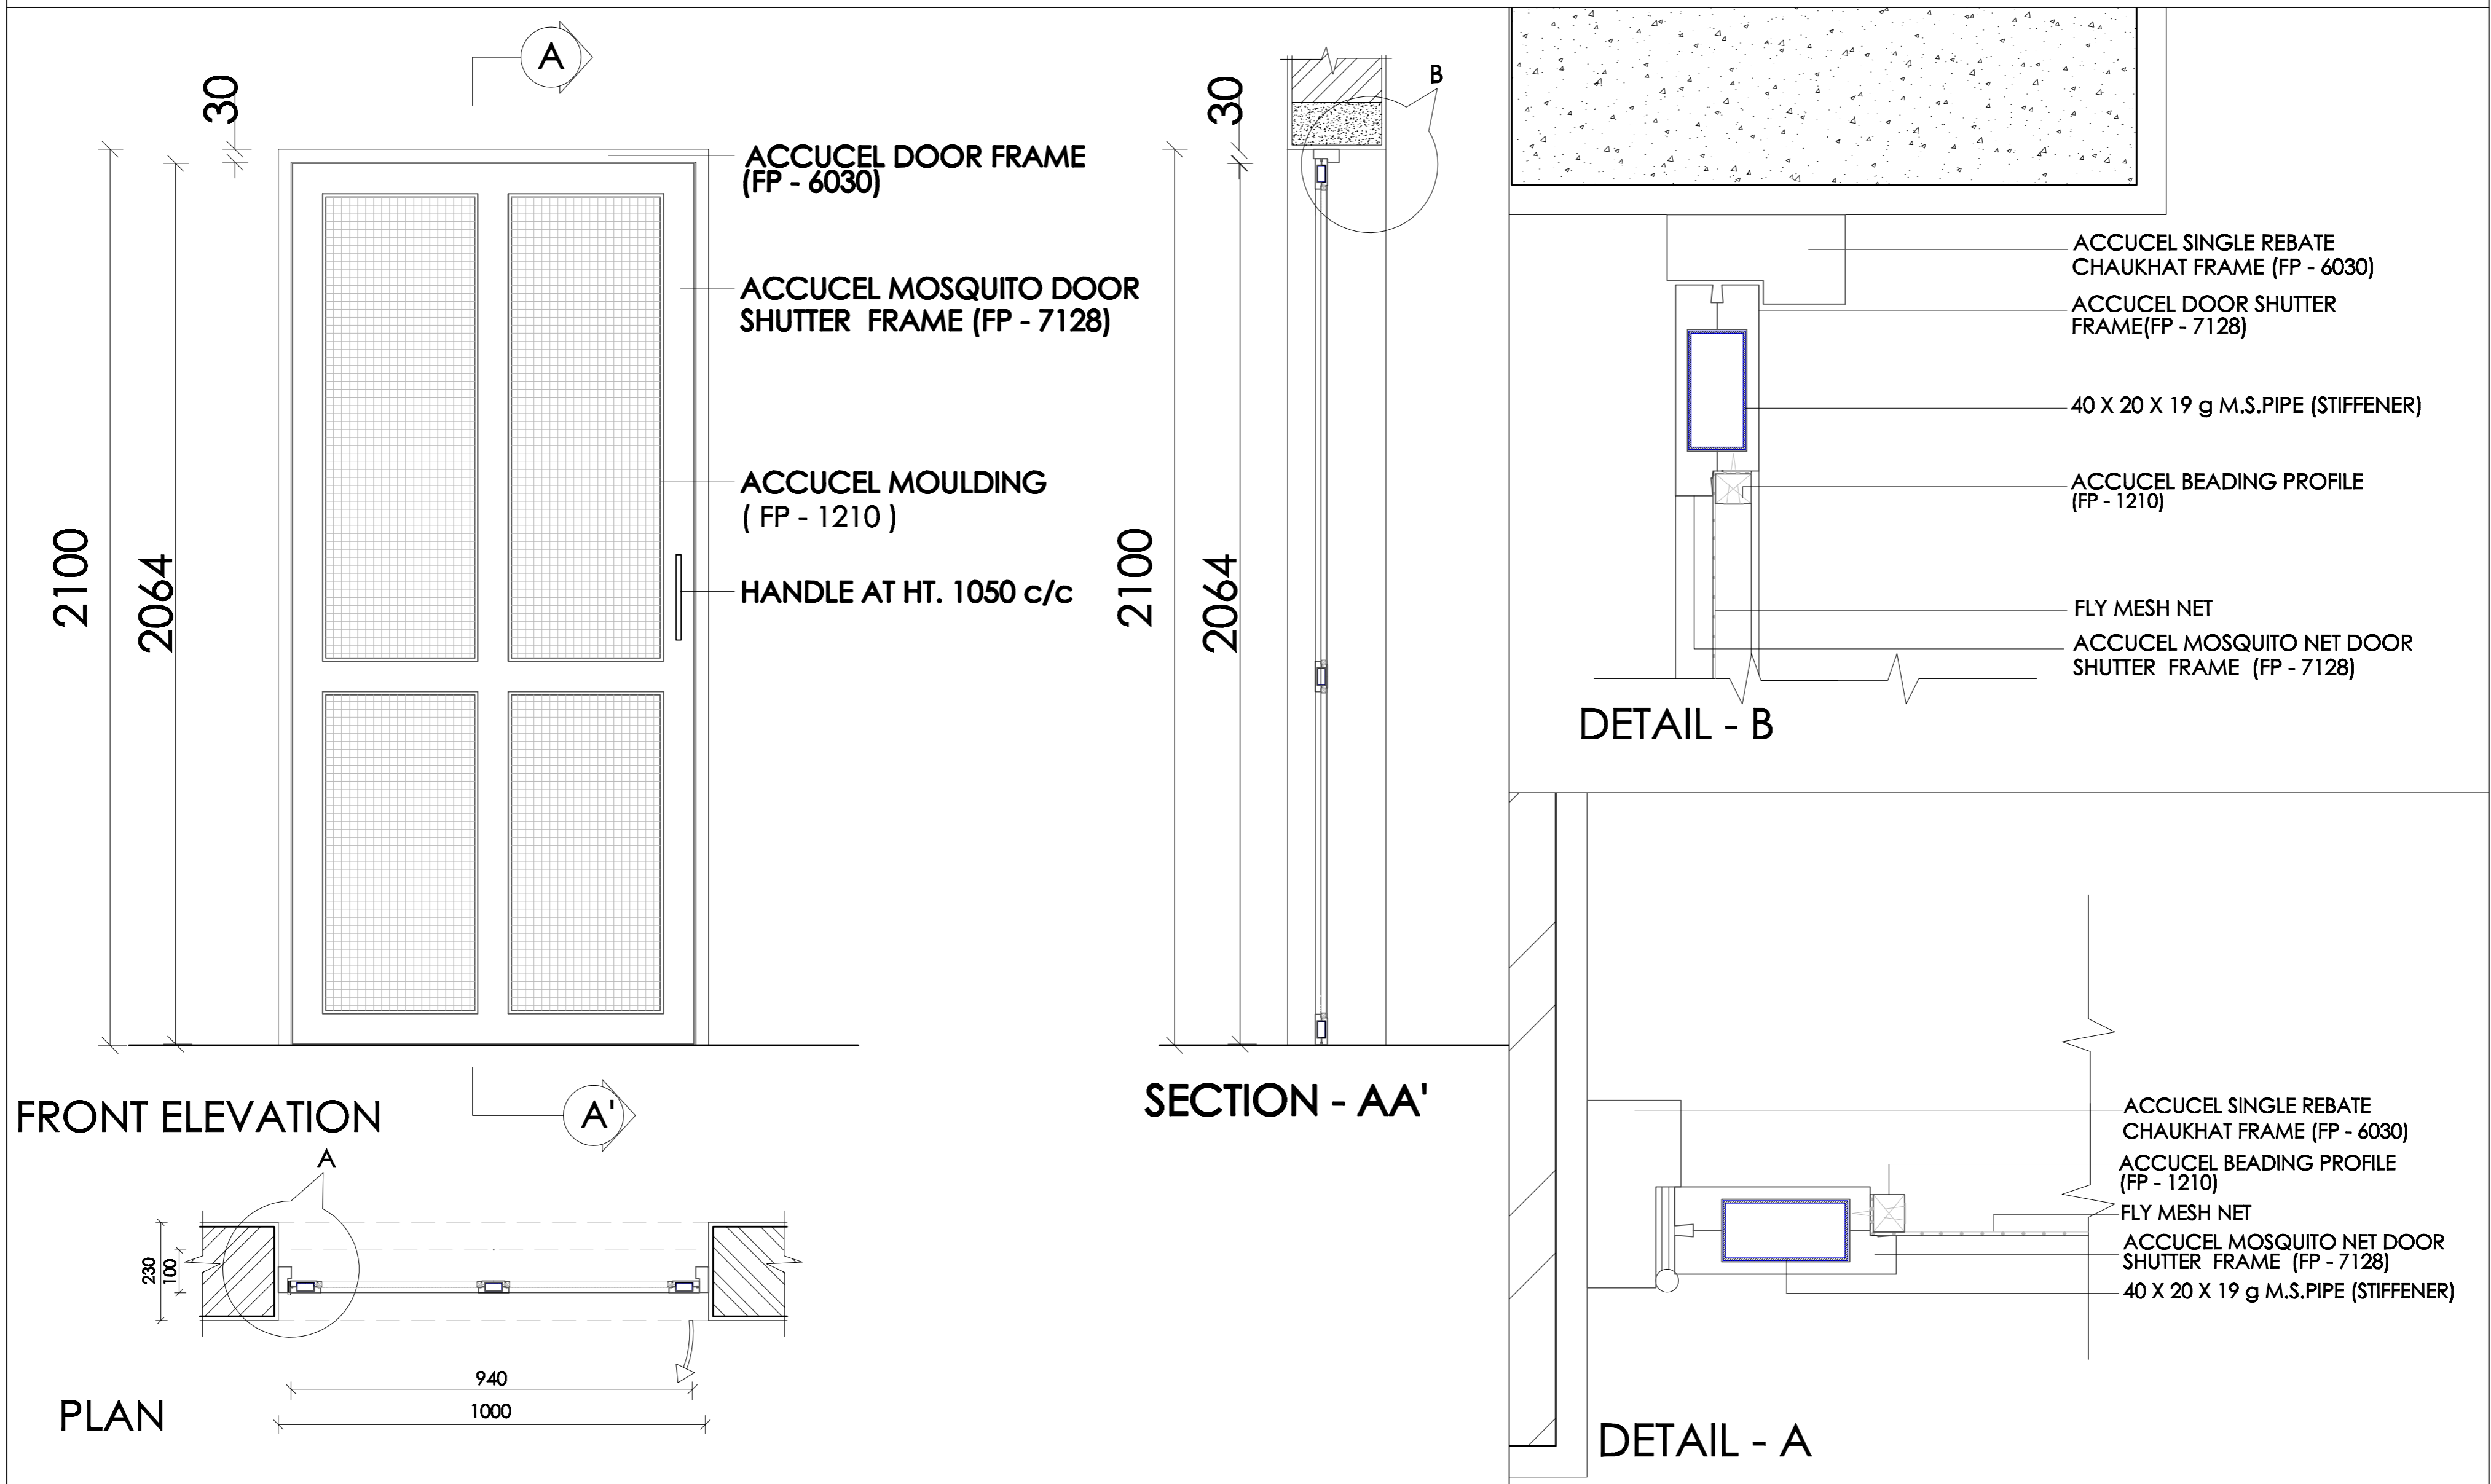 A
30
2100
2064
ACCUCEL DOOR FRAME
(FP - 6030)
ACCUCEL MOSQUITO DOOR
SHUTTER FRAME (FP - 7128)
ACCUCEL MOULDING
( FP - 1210 )
HANDLE AT HT. 1050 c/c
FRONT ELEVATION
A'
A
230
100
940
1000
PLAN
30
B
2100
2064
SECTION - AA'
ACCUCEL SINGLE REBATE
CHAUKHAT FRAME (FP - 6030)
ACCUCEL DOOR SHUTTER
FRAME(FP - 7128)
40 X 20 X 19 g M.S.PIPE (STIFFENER)
ACCUCEL BEADING PROFILE
(FP - 1210)
FLY MESH NET
ACCUCEL MOSQUITO NET DOOR
SHUTTER FRAME (FP - 7128)
DETAIL - B
ACCUCEL SINGLE REBATE
CHAUKHAT FRAME (FP - 6030)
ACCUCEL BEADING PROFILE
(FP - 1210)
FLY MESH NET
ACCUCEL MOSQUITO NET DOOR
SHUTTER FRAME (FP - 7128)
40 X 20 X 19 g M.S.PIPE (STIFFENER)
DETAIL - A